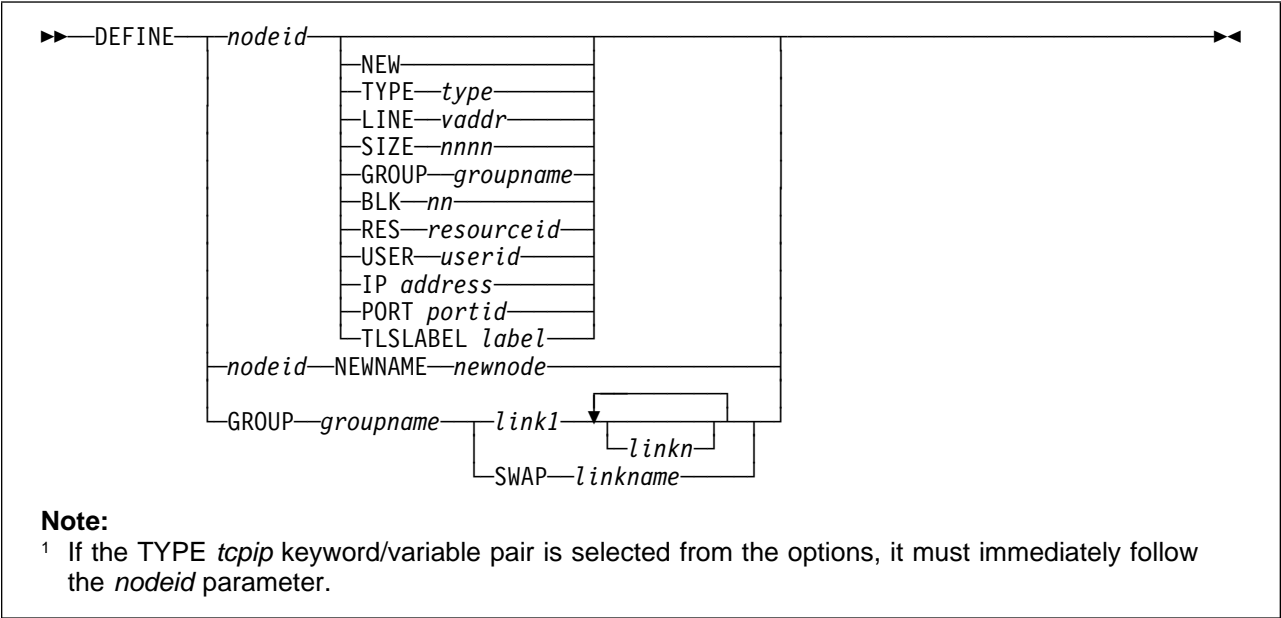 DEFINE nodeid
NEW
TYPE type
LINE vaddr
SIZE nnnn
GROUP groupname
BLK nn
RES resourceid
USER userid
IP address
PORT portid
TLSLABEL label
nodeid NEWNAME newnode
GROUP groupname link1
linkn
SWAP linkname
Note:
1 If the TYPE tcpip keyword/variable pair is selected from the options, it must immediately follow
the nodeid parameter.